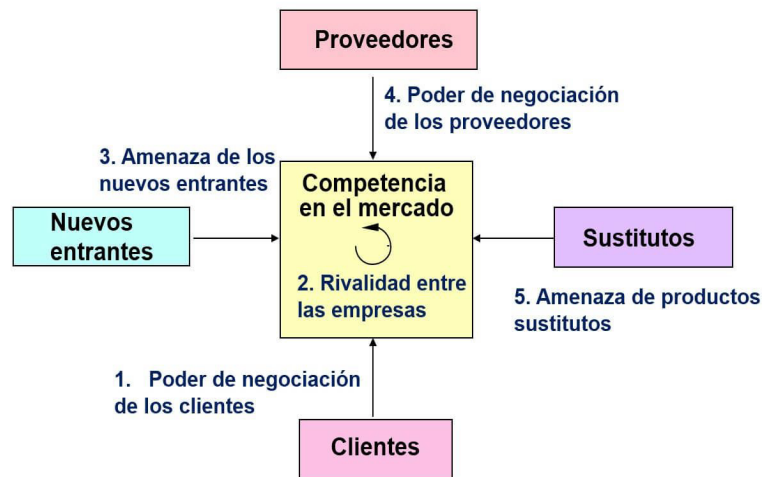 Proveedores
4. Poder de negociación
de los proveedores
3. Amenaza de los
nuevos entrantes
Competencia
en el mercado
Nuevos
entrantes
Sustitutos
2. Rivalidad entre
las empresas
5. Amenaza de productos
sustitutos
1. Poder de negociación
de los clientes
Clientes